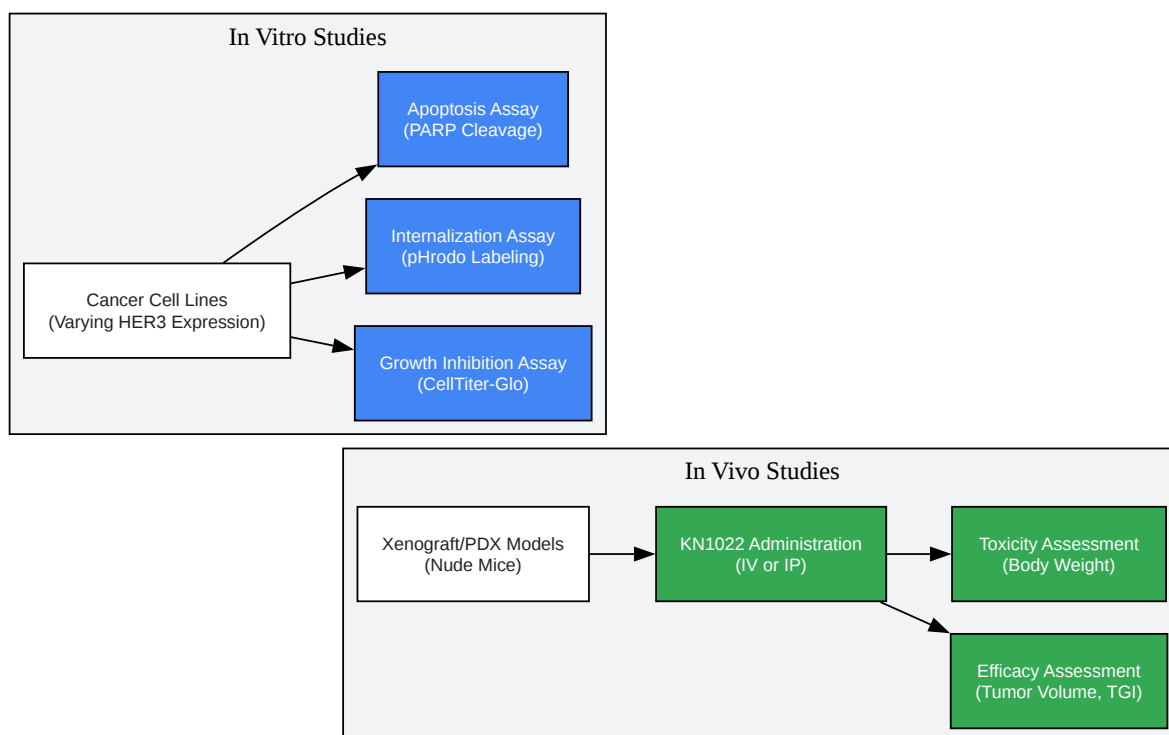 In Vitro Studies
Apoptosis Assay
(PARP Cleavage)
Internalization Assay
(pHrodo Labeling)
Cancer Cell Lines
(Varying HER3 Expression)
Growth Inhibition Assay
(CellTiter-Glo)
In Vivo Studies
Xenograft/PDX Models
(Nude Mice)
KN1022 Administration
(IV or IP)
Toxicity Assessment
(Body Weight)
Efficacy Assessment
(Tumor Volume, TGI)